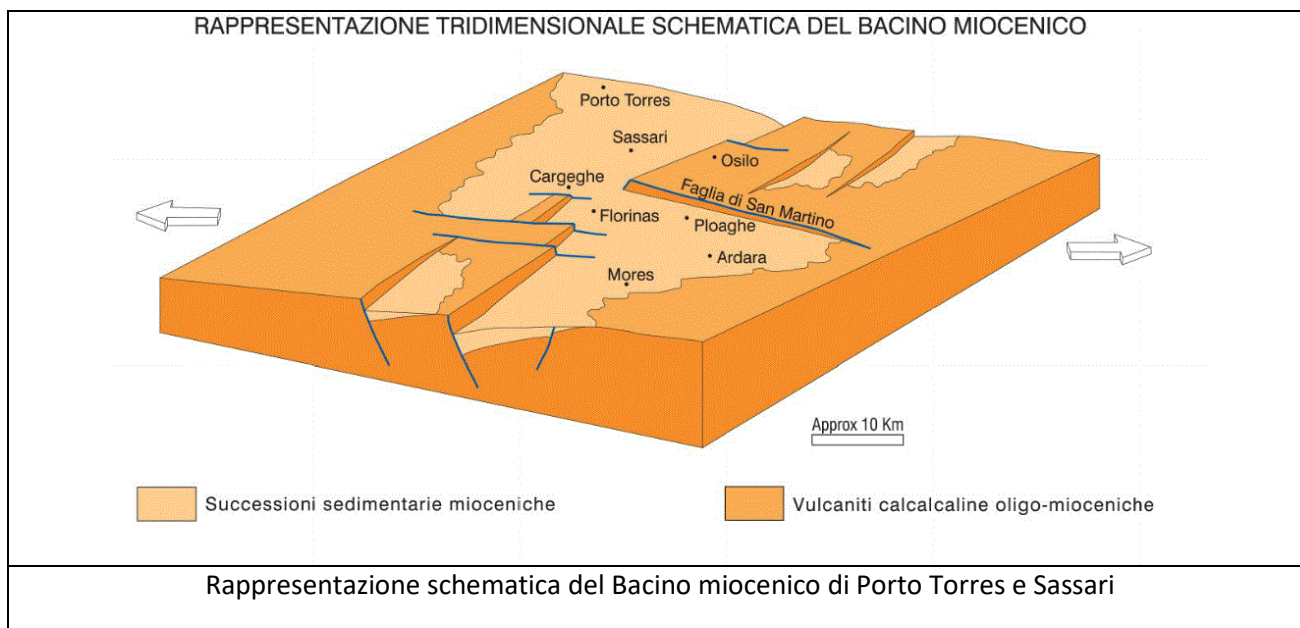 RAPPRESENTAZIONE TRIDIMENSIONALE SCHEMATICA DEL BACINO MIOCENICO
Porto Torres
Sassari
Osilo
Cargeghe
Faglia di San Martino
Florinas
Ploaghe
Ardara
Mores
Approx 10 Km
Successioni sedimentarie mioceniche
Vulcaniti calcalcaline oligo-mioceniche
Rappresentazione schematica del Bacino miocenico di Porto Torres e Sassari